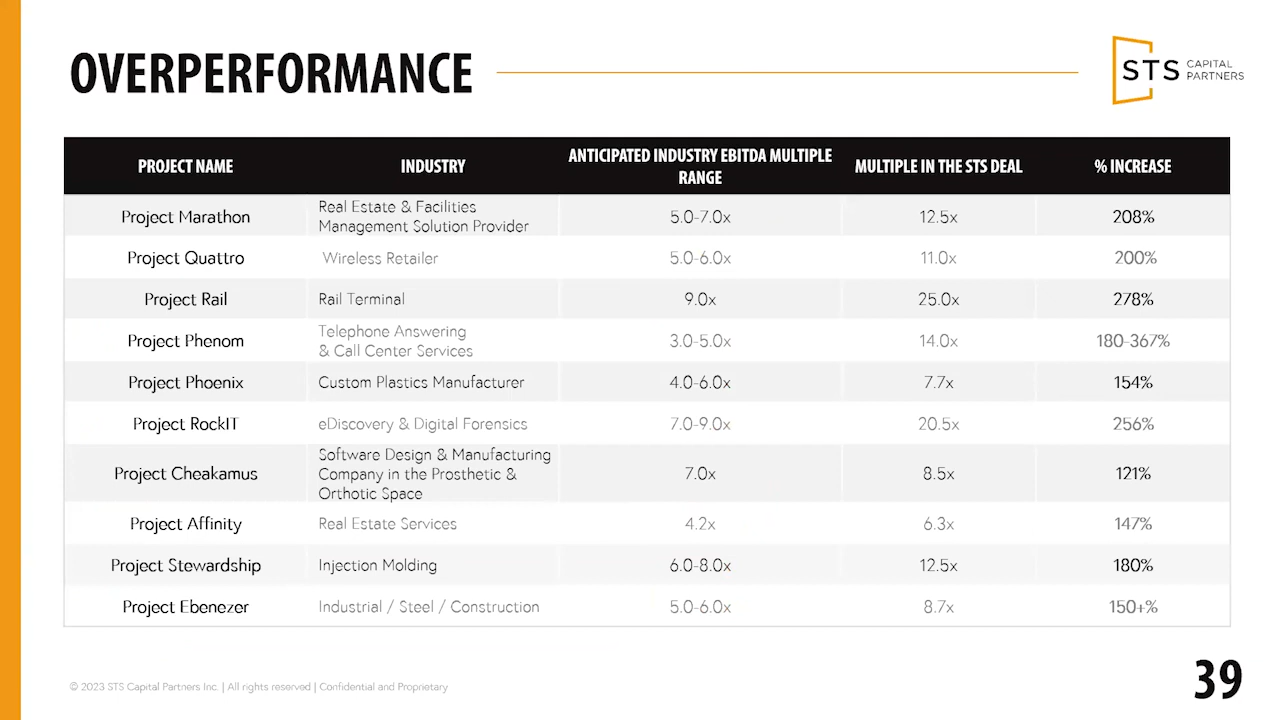 OVERPERFORMANCE
STS CAPITAL
PARTNERS
PROJECT NAME INDUSTRY ANTICIPATED INDUSTRY EBITDA MULTIPLE
RANGE MULTIPLE IN THE STS DEAL % INCREASE
Project Marathon Real Estate & Facilities
Management Solution Provider 5.0-7.0x 12.5x 208%
Project Quattro Wireless Retailer 5.0-6.0x 11.0x 200%
Project Rail Rail Terminal 9.0x 25.0x 278%
Project Phenom Telephone Answering
& Call Center Services 3.0-5.0x 14.0x 180-367%
Project Phoenix Custom Plastics Manufacturer 4.0-6.0x 7.7x 154%
Project RockIT eDiscovery & Digital Forensics 7.0-9.0x 20.5x 256%
Project Cheakamus Software Design & Manufacturing
Company in the Prosthetic &
Orthotic Space 7.0x 8.5x 121%
Project Affinity Real Estate Services 4.2x 6.3x 147%
Project Stewardship Injection Molding 6.0-8.0x 12.5x 180%
Project Ebenezer Industrial / Steel / Construction 5.0-6.0x 8.7x 150+%
© 2023 STS Capital Partners Inc. | All rights reserved | Confidential and Proprietary
39